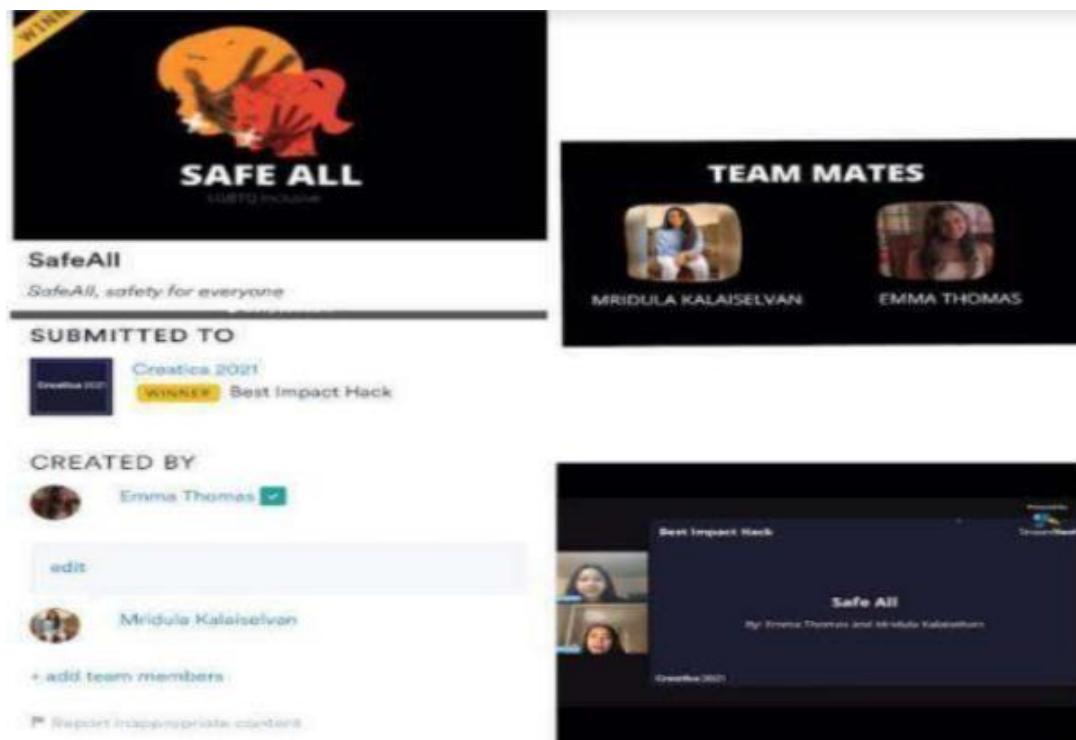 WINN
SAFE ALL
LGBTQ Inclusive
SafeAll
SafeAll, safety for everyone
SUBMITTED TO
Creatica 2021
Creatica 2021
WINNER Best Impact Hack
CREATED BY
Emma Thomas
edit
Mridula Kalaiselvan
+ add team members
Report inappropriate content
TEAM MATES
MRIDULA KALAISELVAN
EMMA THOMAS
Best Impact Hack
Safe All
By: Emma Thomas and Mridula Kalaiselvan
Creatica 2021